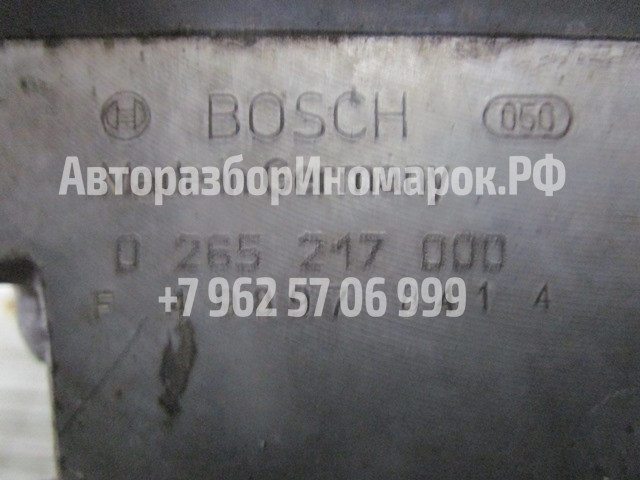 BOSCH 050
АвторазборИномарок.РФ
0 265 217 000
+7 962 57 06 999